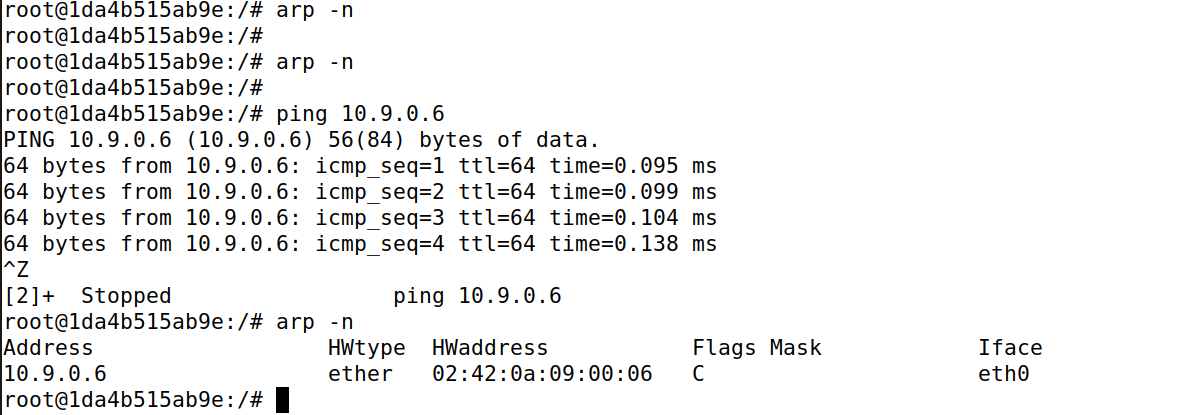 root@1da4b515ab9e:/# arp -n
root@1da4b515ab9e:/#
root@1da4b515ab9e:/# arp -n
root@1da4b515ab9e:/#
root@1da4b515ab9e:/# ping 10.9.0.6
PING 10.9.0.6 (10.9.0.6) 56(84) bytes of data.
64 bytes from 10.9.0.6: icmp_seq=1 ttl=64 time=0.095 ms
64 bytes from 10.9.0.6: icmp_seq=2 ttl=64 time=0.099 ms
64 bytes from 10.9.0.6: icmp_seq=3 ttl=64 time=0.104 ms
64 bytes from 10.9.0.6: icmp_seq=4 ttl=64 time=0.138 ms
^Z
[2]+  Stopped                 ping 10.9.0.6
root@1da4b515ab9e:/# arp -n
Address                  HWtype  HWaddress           Flags Mask            Iface
10.9.0.6                 ether   02:42:0a:09:00:06   C                     eth0
root@1da4b515ab9e:/#